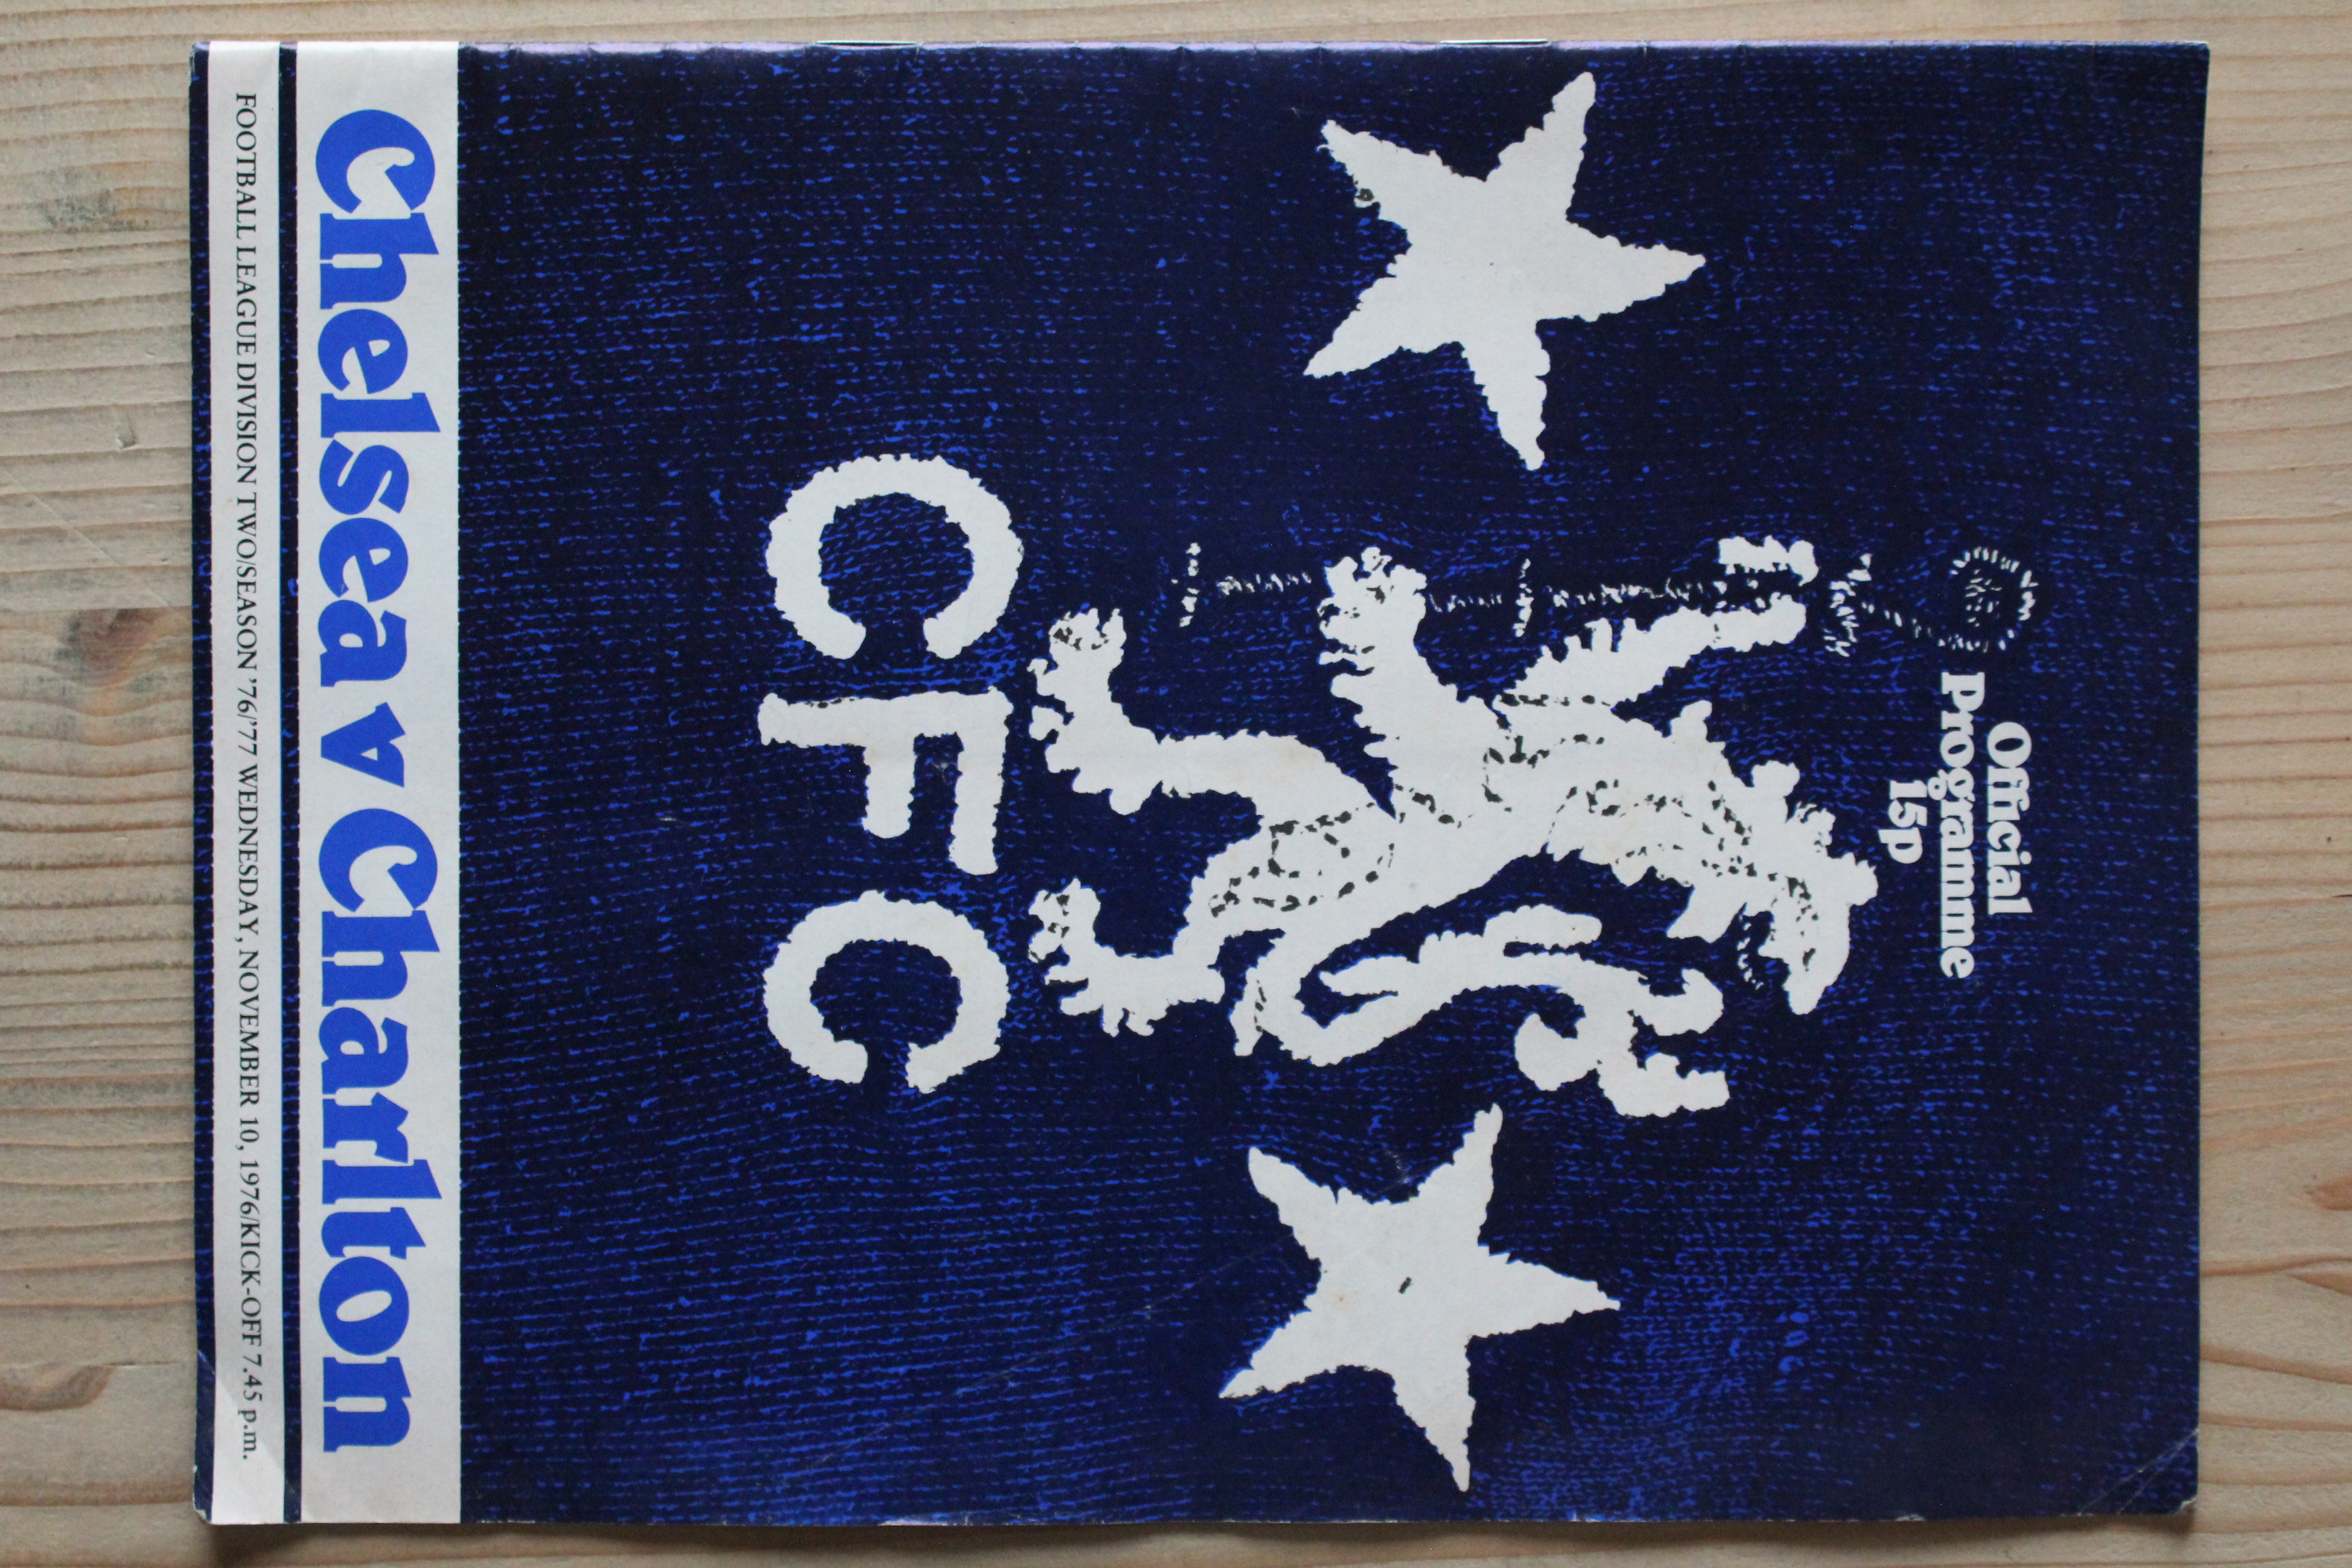 Official
Programme
15p
CFC
Chelsea v Charlton
FOOTBALL LEAGUE DIVISION TWO/SEASON '76/'77 WEDNESDAY, NOVEMBER 10, 1976/KICK-OFF 7.45 p.m.